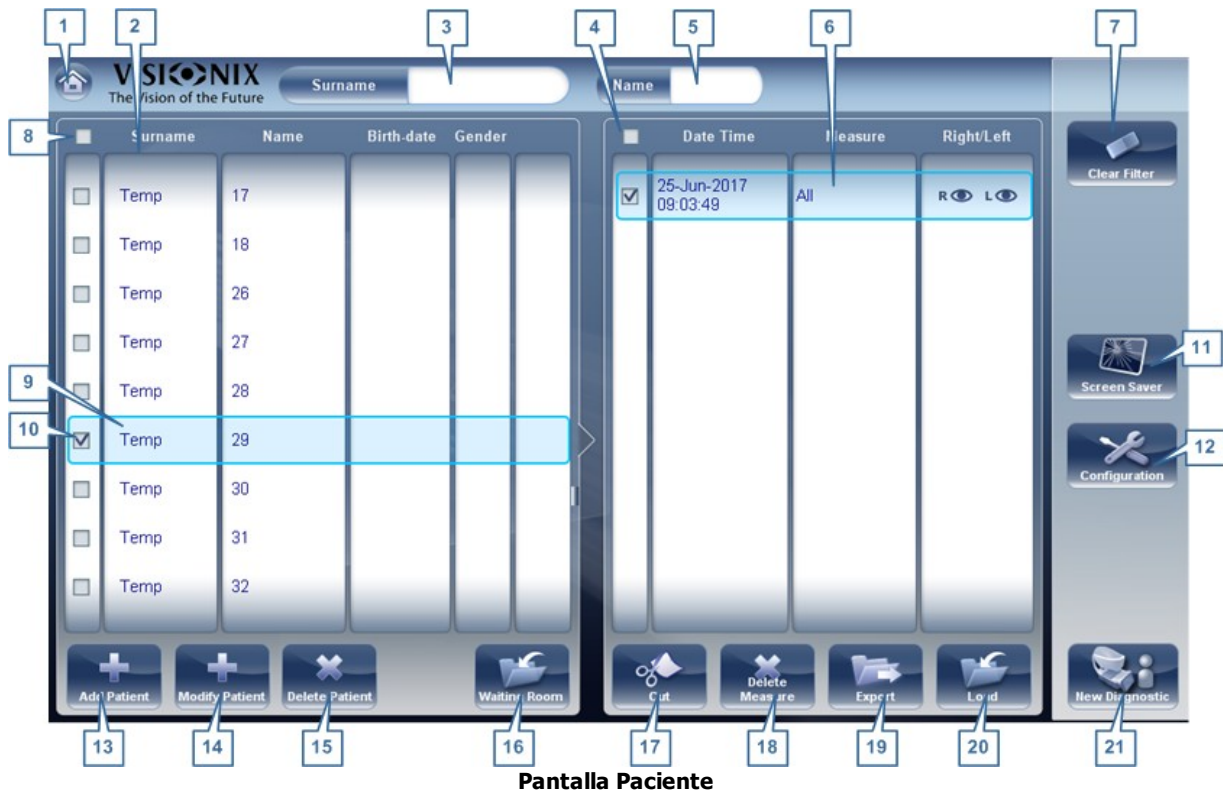 1 2 3 4 5 6 7
VISIONIX
The Vision of the Future
Surname
Name
8 Surname Name Birth-date Gender
Date Time Measure Right/Left
Clear Filter
Temp 17
25-Jun-2017
09:03:49
All R L
Temp 18
Temp 26
Temp 27
11
Screen Saver
9 Temp 28
10 Temp 29
12
Configuration
Temp 30
Temp 31
Temp 32
Add Patient
Modify Patient
Delete Patient
Waiting Room
Cut
Delete
Measure
Export
Load
New Diagnostic
13 14 15 16 17 18 19 20 21
Pantalla Paciente